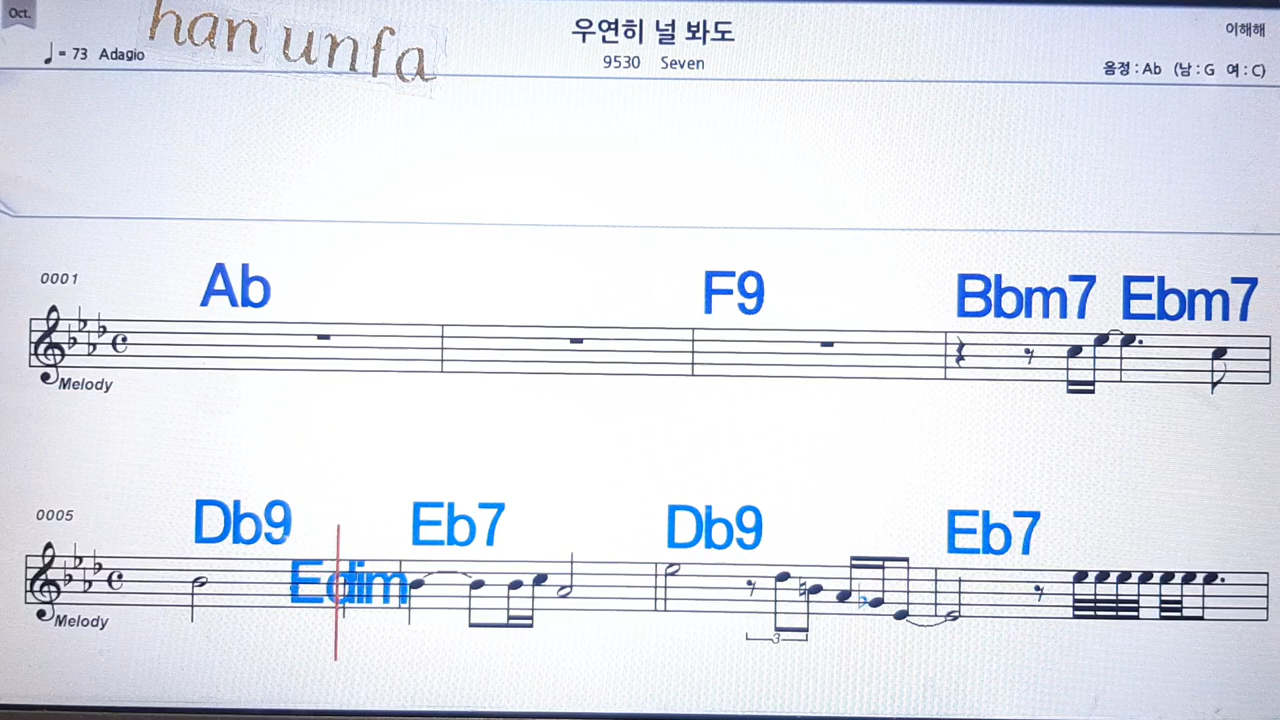 Oct.
han unfa
우연히 널 봐도
이해해
♩= 73 Adagio
9530 Seven
음정 : Ab (남 : G 여 : C)
0001
Ab F9 Bbm7 Ebm7
Melody
0005
Db9 Edim Eb7 Db9 Eb7
Melody
3